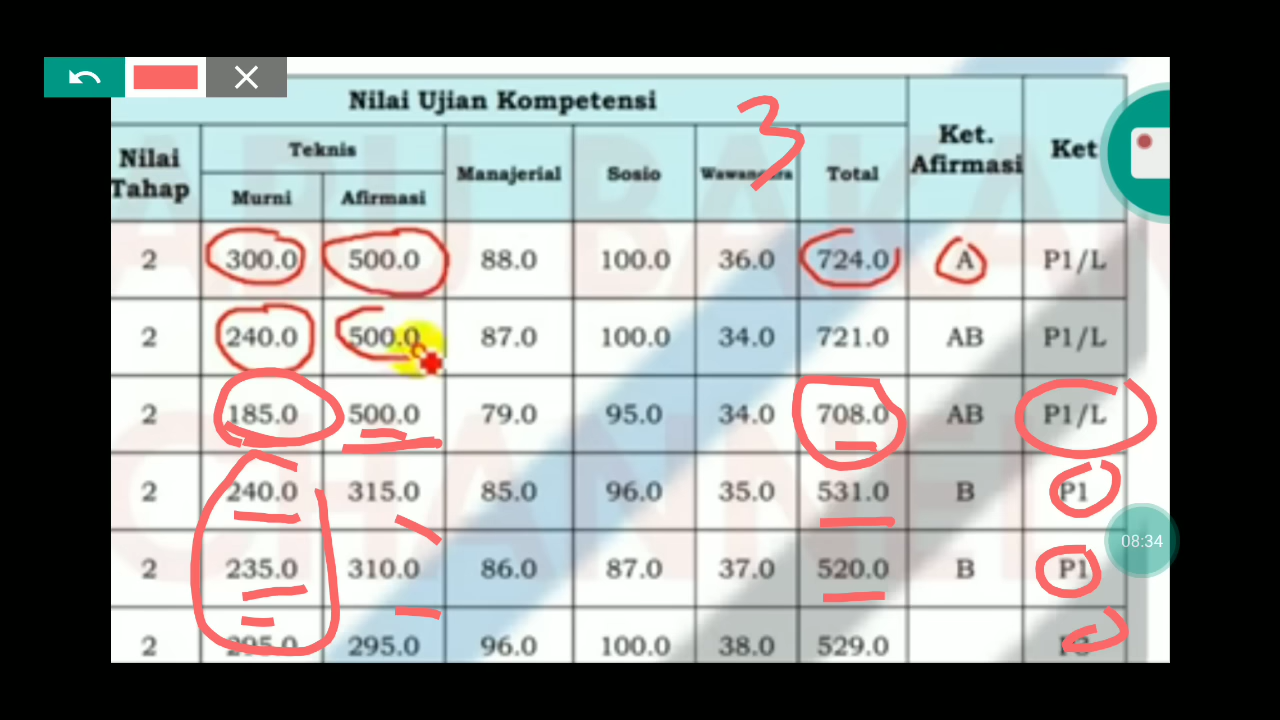 Nilai Ujian Kompetensi
3
Nilai Tahap
Teknis
Murni
Afirmasi
Manajerial
Sosio
Wawancara
Total
Ket. Afirmasi
Ket
2 300.0 500.0 88.0 100.0 36.0 724.0 A P1/L
2 240.0 500.0 87.0 100.0 34.0 721.0 AB P1/L
2 185.0 500.0 79.0 95.0 34.0 708.0 AB P1/L
2 240.0 315.0 85.0 96.0 35.0 531.0 B P1
2 235.0 310.0 86.0 87.0 37.0 520.0 B P1
08:34
2 295.0 295.0 96.0 100.0 38.0 529.0